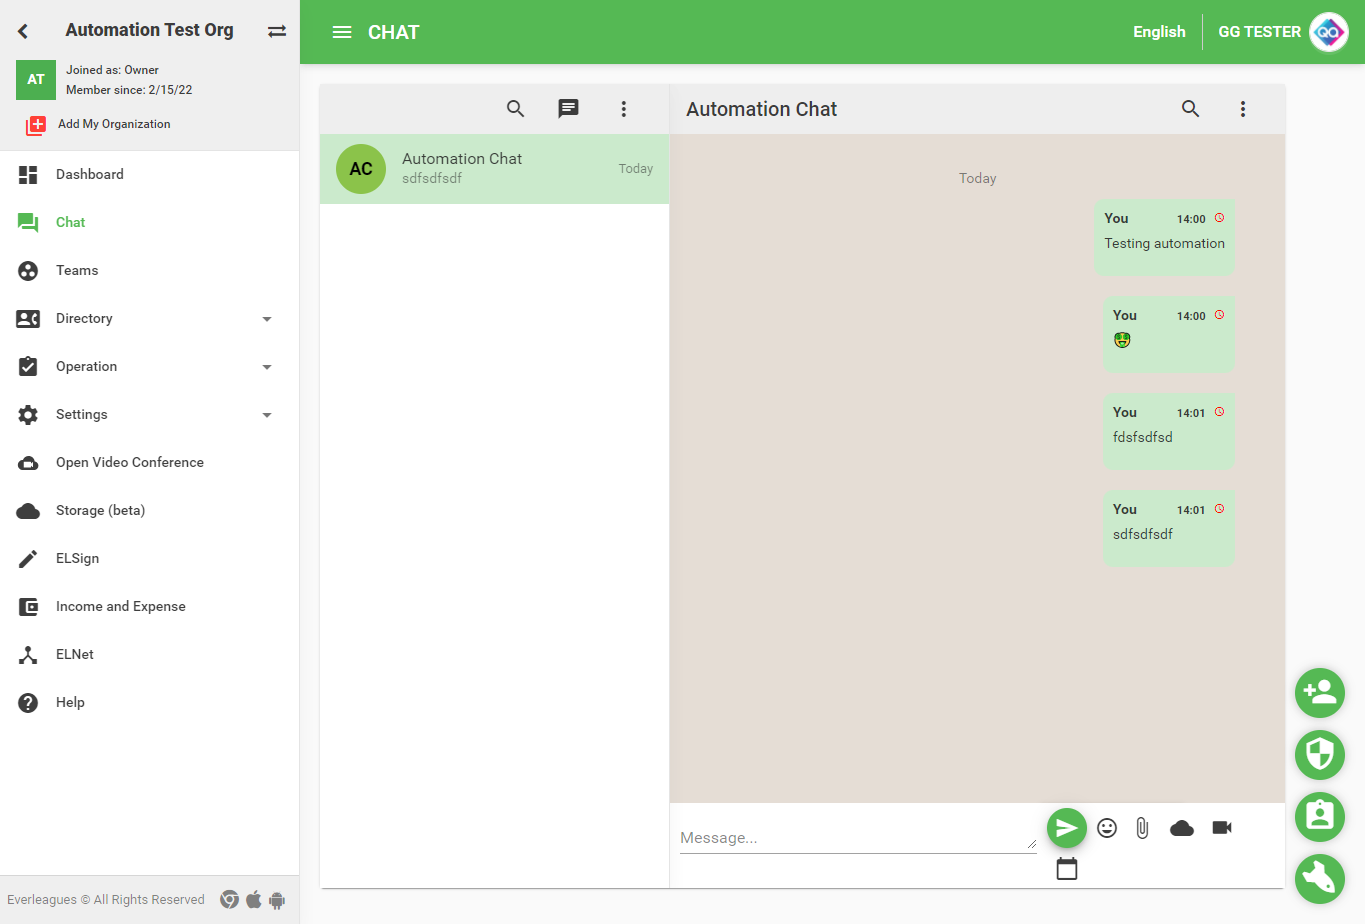 Automation Test Org
AT
Joined as: Owner
Member since: 2/15/22
Add My Organization
Dashboard
Chat
Teams
Directory
Operation
Settings
Open Video Conference
Storage (beta)
ELSign
Income and Expense
ELNet
Help
Everleagues © All Rights Reserved
CHAT
English
GG TESTER
QA
AC
Automation Chat
sdfsdfsdf
Today
Automation Chat
Today
You 14:00
Testing automation
You 14:00
You 14:01
fdsfsdfsd
You 14:01
sdfsdfsdf
Message...